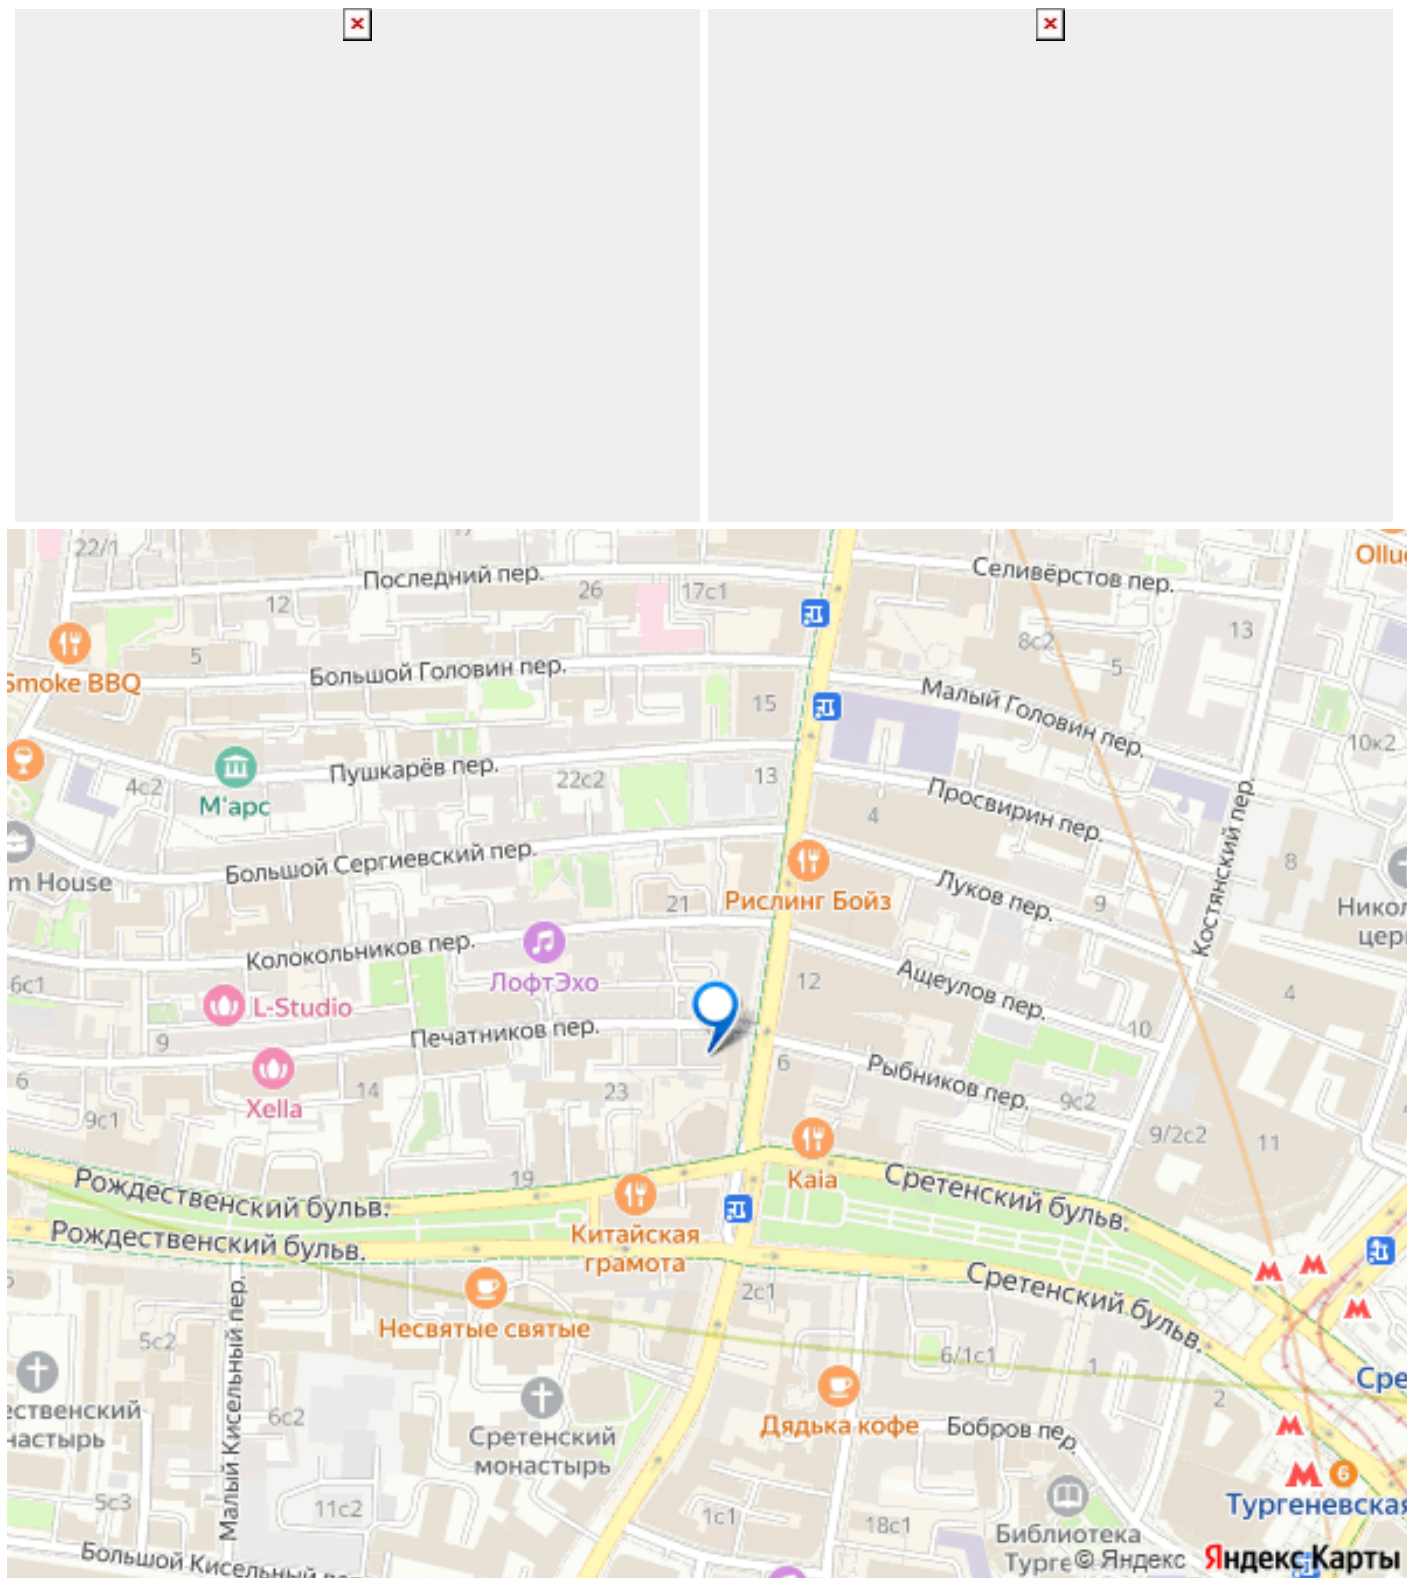 22/1
17
Последний пер.
Селивёрстов пер.
12
26
17с1
13
5
8с2
5
Smoke BBQ
Большой Головин пер.
Малый Головин пер.
15
10к2
Пушкарёв пер.
4с2
М'арс
22с2
13
Просвирин пер.
4
Большой Сергиевский пер.
m House
Рислинг Бойз
Луков пер.
9
8
Костянский пер.
21
Колокольников пер.
ЛофтЭхо
6с1
L-Studio
12
Ащеулов пер.
4
Печатников пер.
9
10
6
6
Рыбников пер.
9с2
Xella
14
23
9с1
9/2с2
11
19
Kaia
Рождественский бульв.
Сретенский бульв.
Китайская
грамота
Рождественский бульв.
Сретенский бульв.
2с1
Несвятые святые
Малый Кисельный пер.
5с2
6/1с1
1
2
Сре
ественский
настырь
6с2
Сретенский
монастырь
Дядька кофе
Бобров пер.
6
Тургеневская
5с3
11с2
1с1
18с1
Библиотека
Турге
© Яндекс
Яндекс Карты
Большой Кисельный